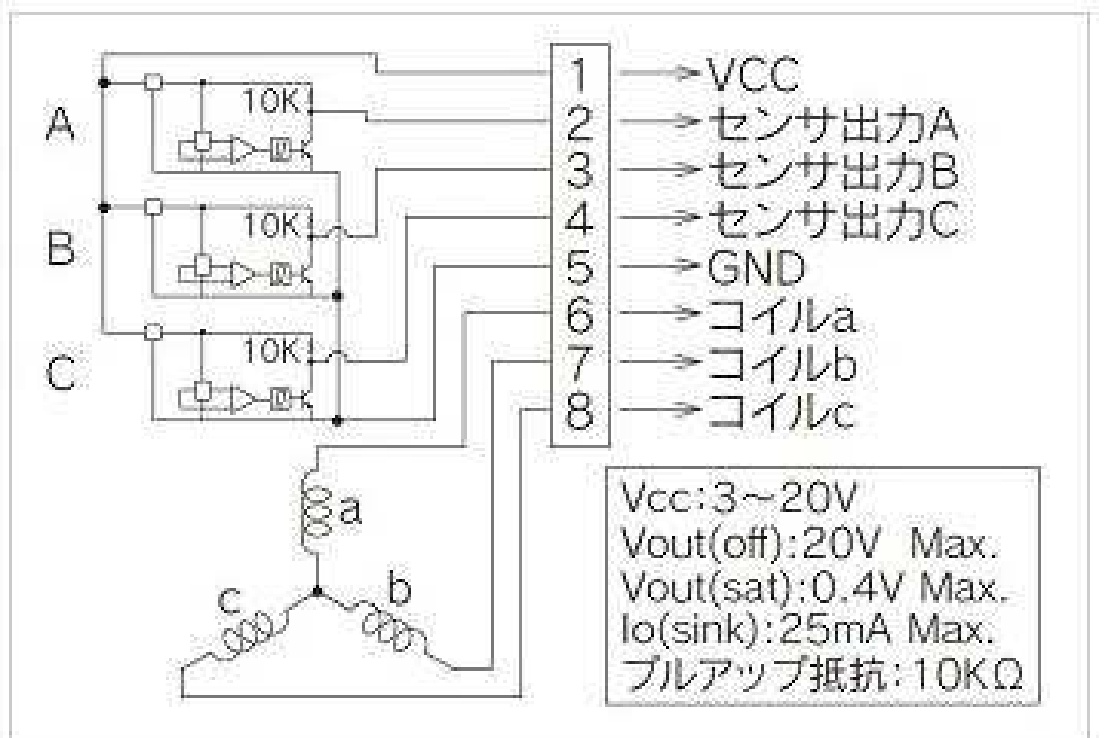 A
10K
B
10K
C
10K
1 VCC
2 センサ出力A
3 センサ出力B
4 センサ出力C
5 GND
6 コイルa
7 コイルb
8 コイルc
a
b
c
Vcc:3～20V
Vout(off):20V Max.
Vout(sat):0.4V Max.
Io(sink):25mA Max.
プルアップ抵抗:10KΩ